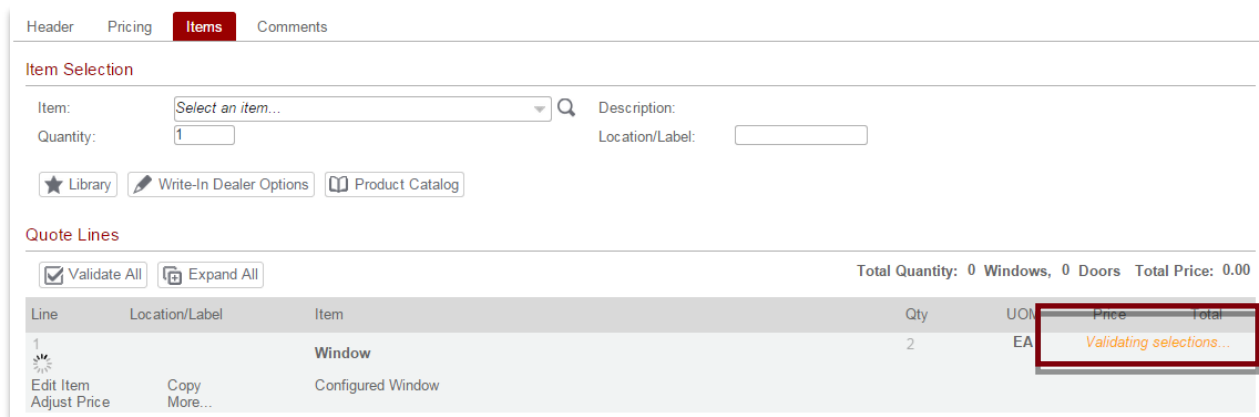 Header Pricing Items Comments
Item Selection
Item: Select an item... Description:
Quantity: 1 Location/Label:
Library Write-In Dealer Options Product Catalog
Quote Lines
Validate All Expand All Total Quantity: 0 Windows, 0 Doors Total Price: 0.00
Line Location/Label Item Qty UOM Price Total
1 Window 2 EA Validating selections...
Edit Item Copy Configured Window
Adjust Price More...